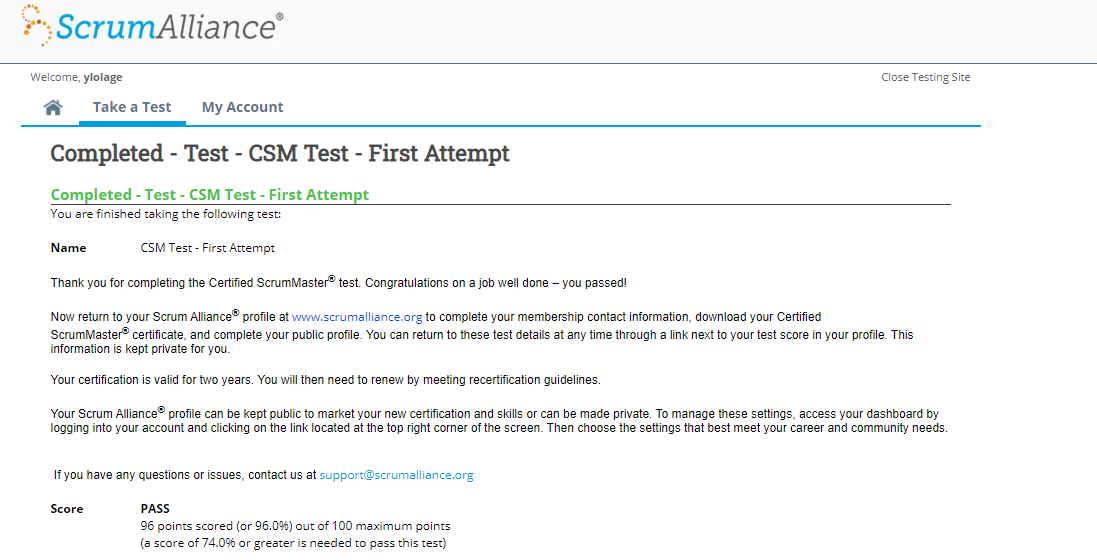 ScrumAlliance®
Welcome, ylolage
Close Testing Site
Take a Test
My Account
Completed - Test - CSM Test - First Attempt
Completed - Test - CSM Test - First Attempt
You are finished taking the following test:
Name CSM Test - First Attempt
Thank you for completing the Certified ScrumMaster® test. Congratulations on a job well done – you passed!
Now return to your Scrum Alliance® profile at www.scrumalliance.org to complete your membership contact information, download your Certified
ScrumMaster® certificate, and complete your public profile. You can return to these test details at any time through a link next to your test score in your profile. This
information is kept private for you.
Your certification is valid for two years. You will then need to renew by meeting recertification guidelines.
Your Scrum Alliance® profile can be kept public to market your new certification and skills or can be made private. To manage these settings, access your dashboard by
logging into your account and clicking on the link located at the top right corner of the screen. Then choose the settings that best meet your career and community needs.
If you have any questions or issues, contact us at support@scrumalliance.org
Score PASS
96 points scored (or 96.0%) out of 100 maximum points
(a score of 74.0% or greater is needed to pass this test)